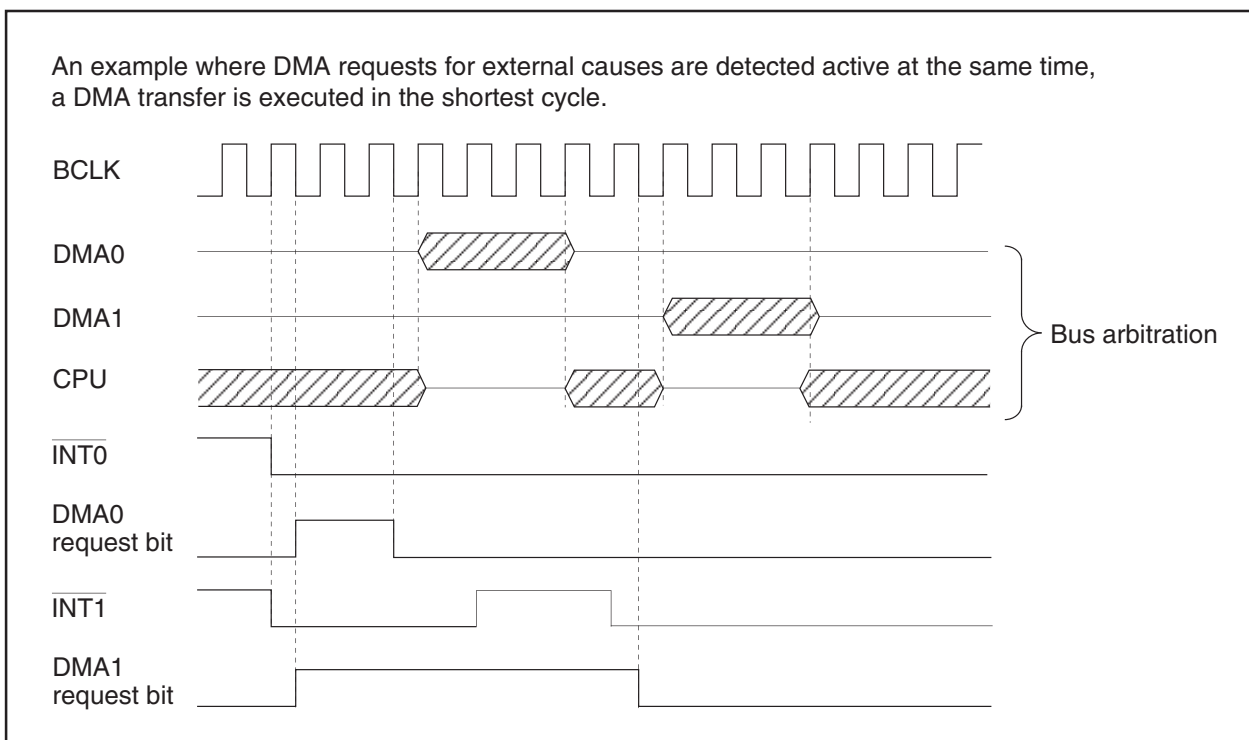 An example where DMA requests for external causes are detected active at the same time,
a DMA transfer is executed in the shortest cycle.
BCLK
DMA0
DMA1
Bus arbitration
CPU
INT0
DMA0
request bit
INT1
DMA1
request bit